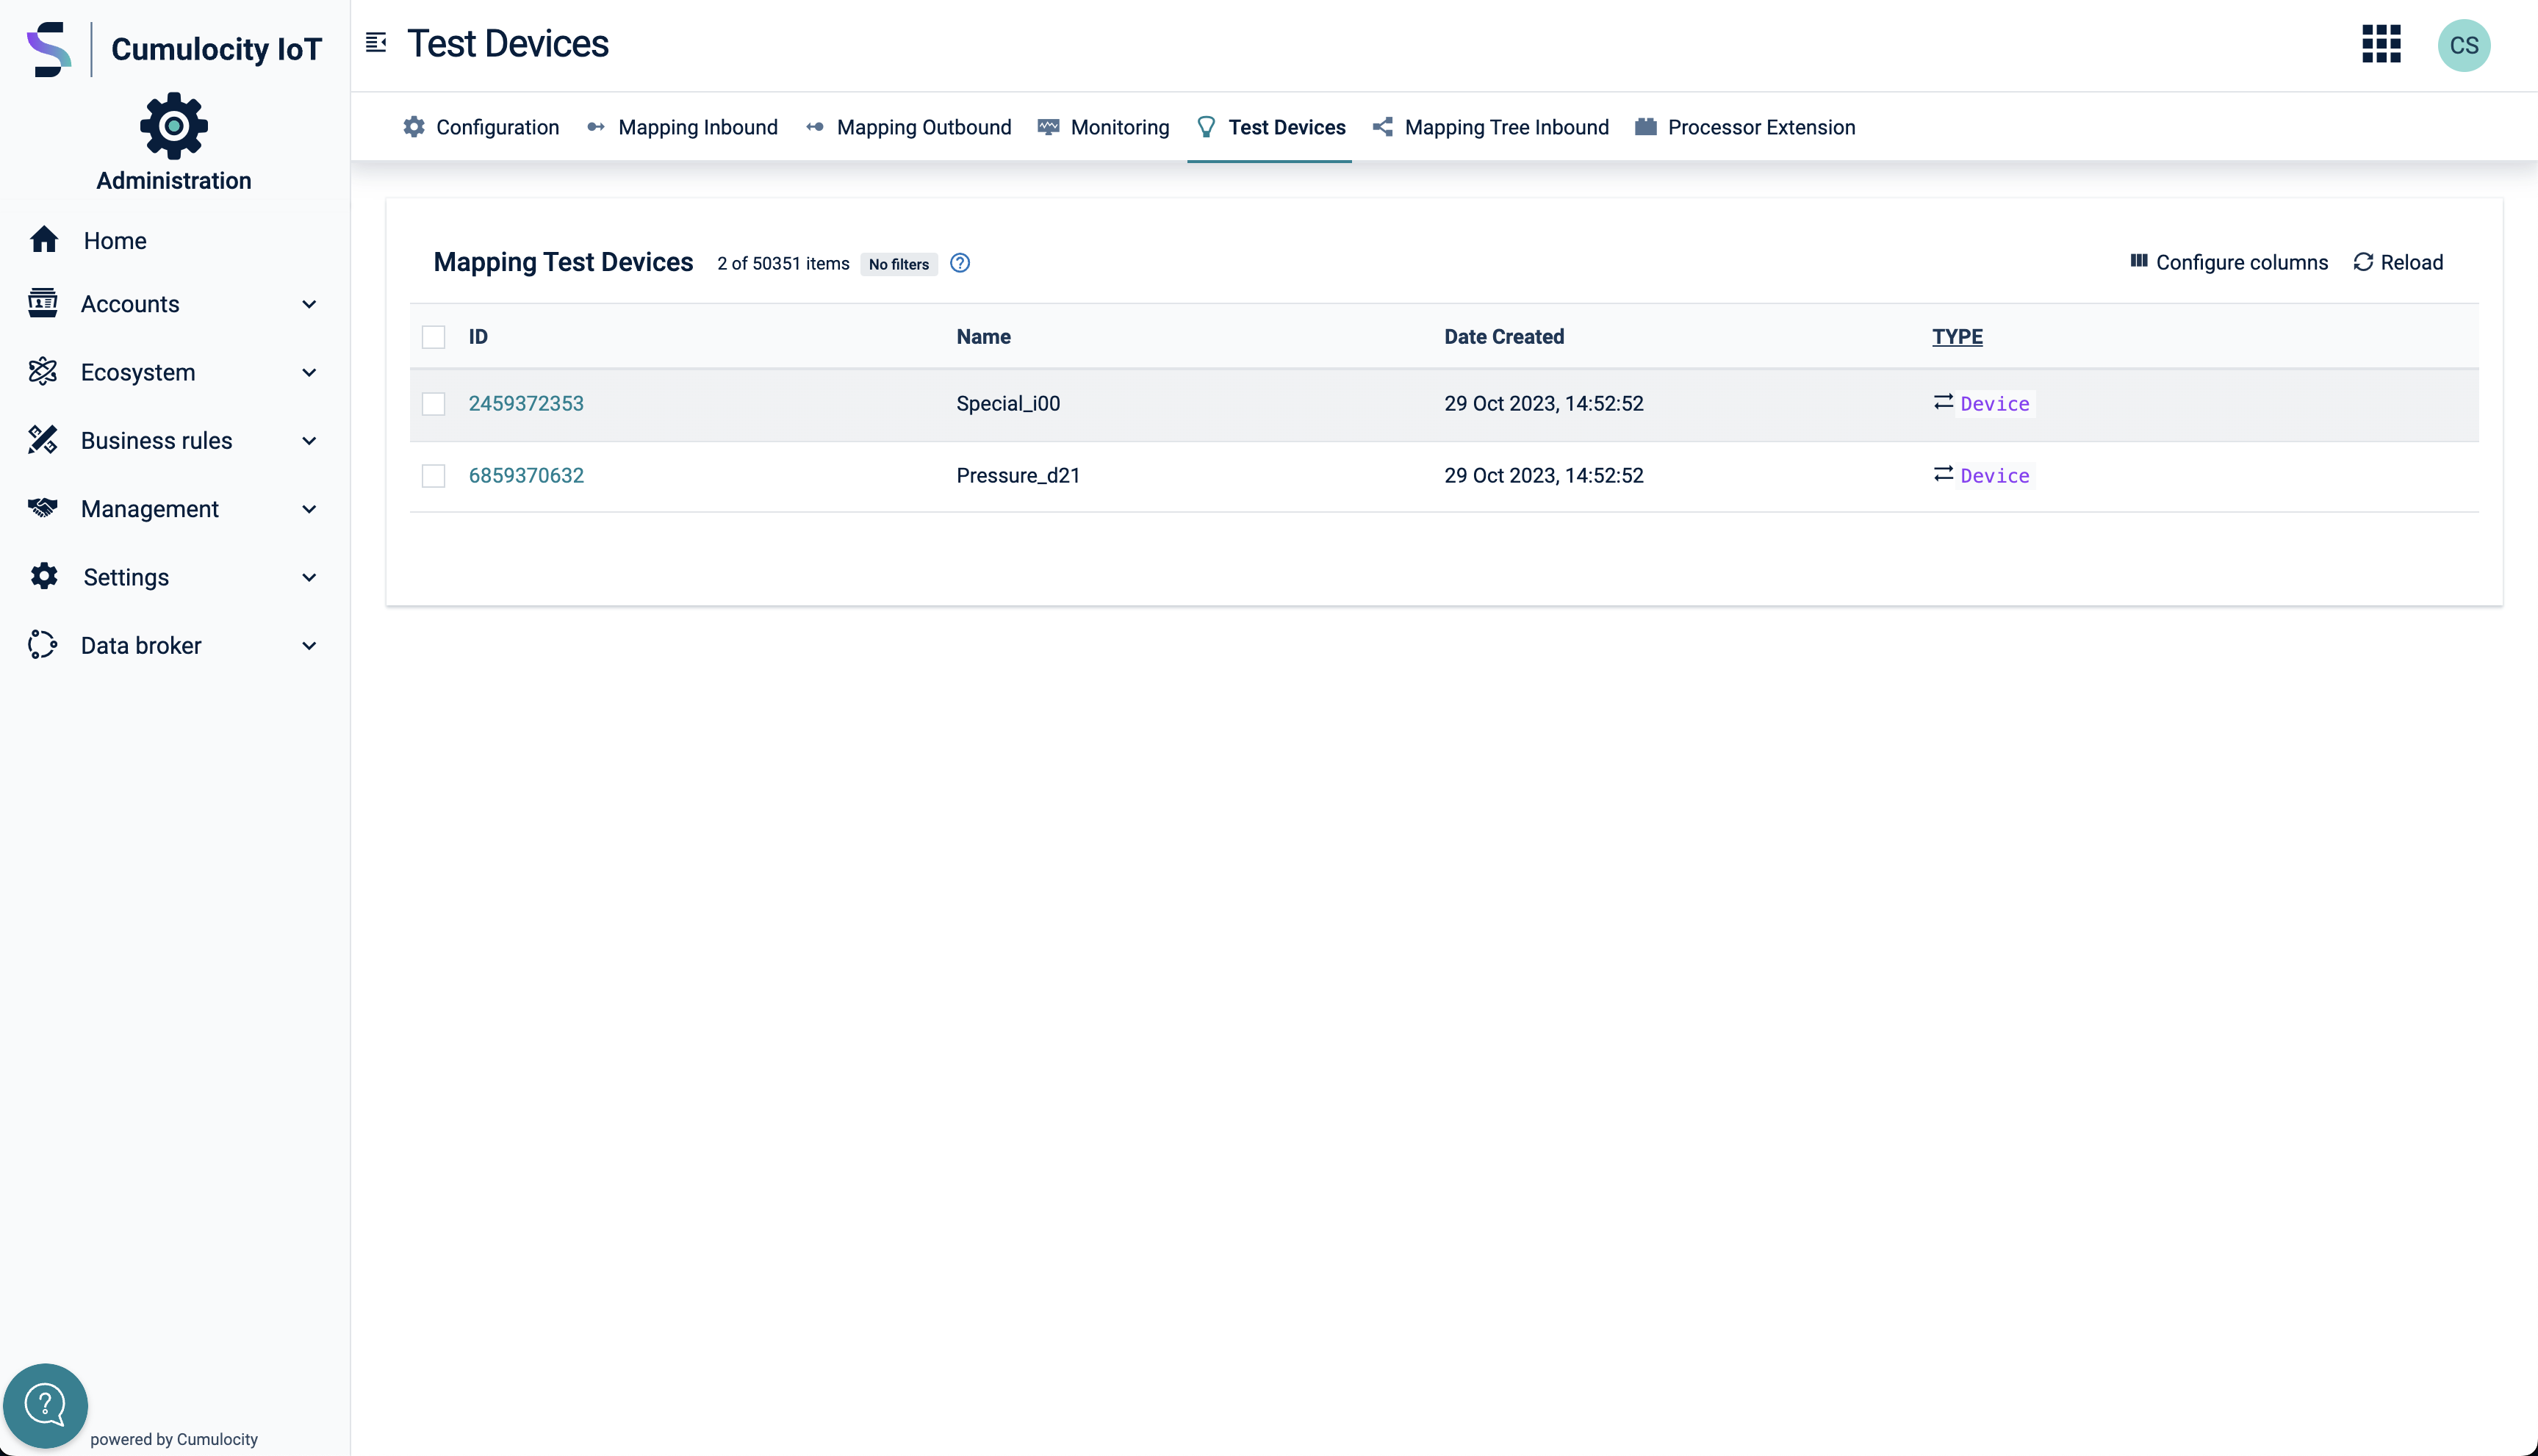 Cumulocity IoT
Administration
Home
Accounts
Ecosystem
Business rules
Management
Settings
Data broker
powered by Cumulocity
Test Devices
CS
Configuration Mapping Inbound Mapping Outbound Monitoring Test Devices Mapping Tree Inbound Processor Extension
Mapping Test Devices 2 of 50351 items No filters ? Configure columns Reload
ID Name Date Created TYPE
2459372353 Special_i00 29 Oct 2023, 14:52:52 Device
6859370632 Pressure_d21 29 Oct 2023, 14:52:52 Device